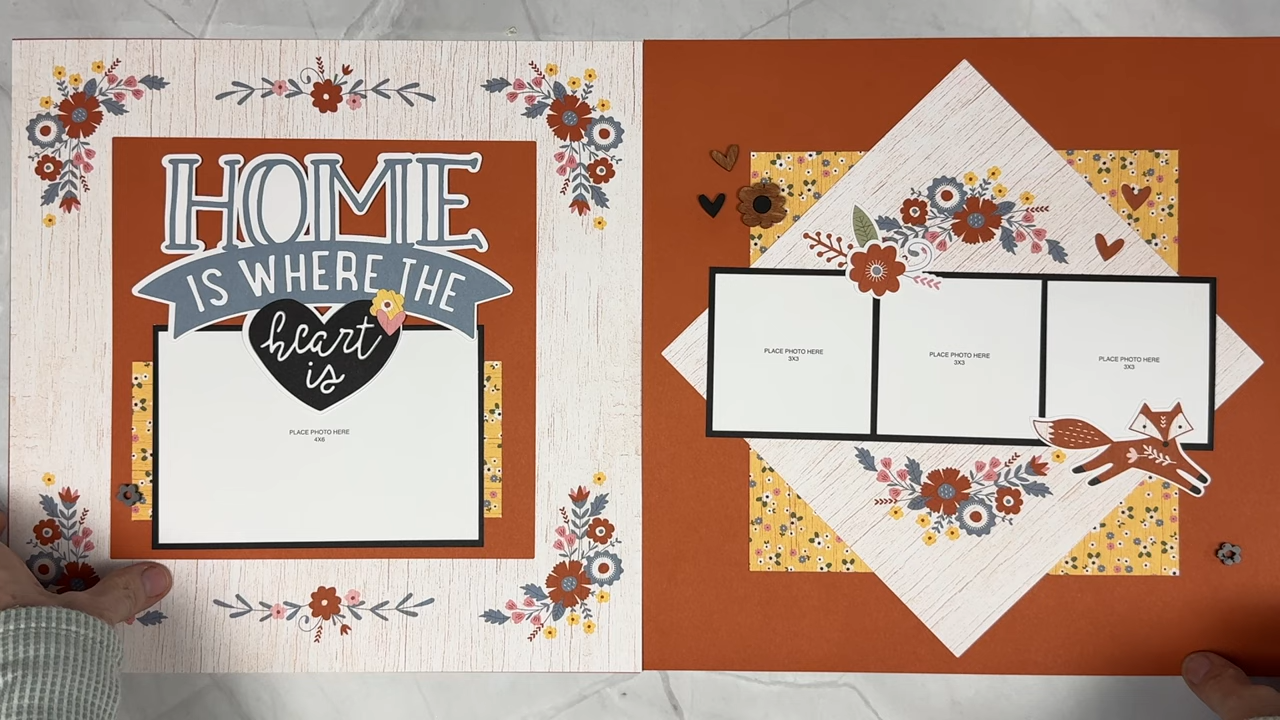 HOME
IS WHERE THE
heart
is
PLACE PHOTO HERE
4X6
PLACE PHOTO HERE
3X3
PLACE PHOTO HERE
3X3
PLACE PHOTO HERE
3X3